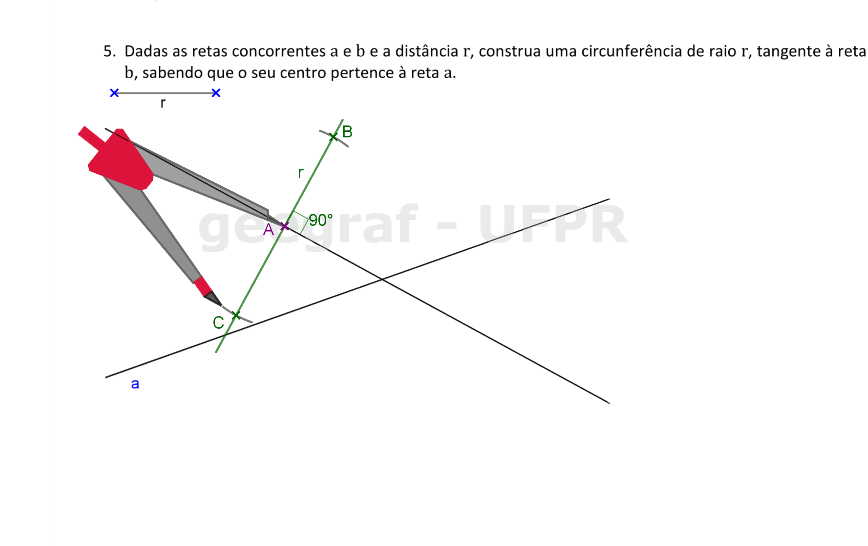 5. Dadas as retas concorrentes a e b e a distância r, construa uma circunferência de raio r, tangente à reta
b, sabendo que o seu centro pertence à reta a.
r
B
r
geograf - UFPR
A
90°
C
a